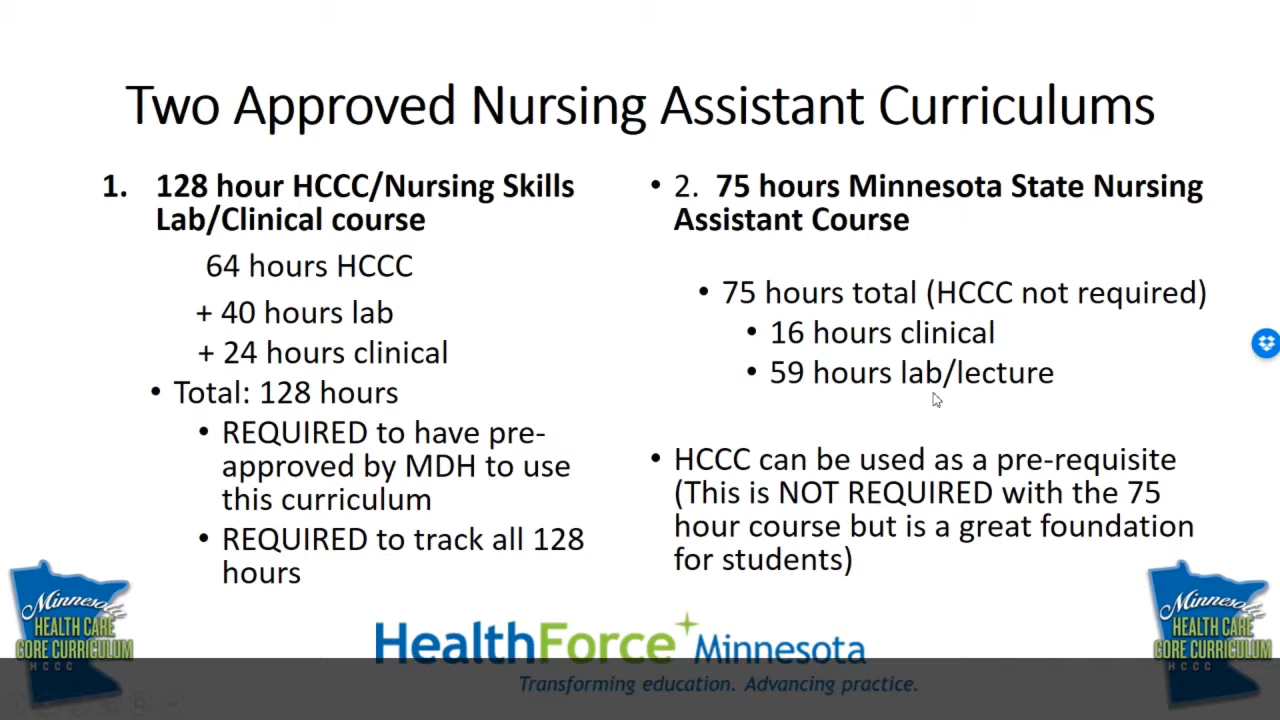 Two Approved Nursing Assistant Curriculums
1. 128 hour HCCC/Nursing Skills
Lab/Clinical course
64 hours HCCC
+ 40 hours lab
+ 24 hours clinical
• Total: 128 hours
• REQUIRED to have pre-
approved by MDH to use
this curriculum
• REQUIRED to track all 128
hours
• 2. 75 hours Minnesota State Nursing
Assistant Course
• 75 hours total (HCCC not required)
• 16 hours clinical
• 59 hours lab/lecture
• HCCC can be used as a pre-requisite
(This is NOT REQUIRED with the 75
hour course but is a great foundation
for students)
Minnesota
HEALTH CARE
CORE CURRICULUM
HCCC
HealthForce Minnesota
Transforming education. Advancing practice.
Minnesota
HEALTH CARE
CORE CURRICULUM
HCCC